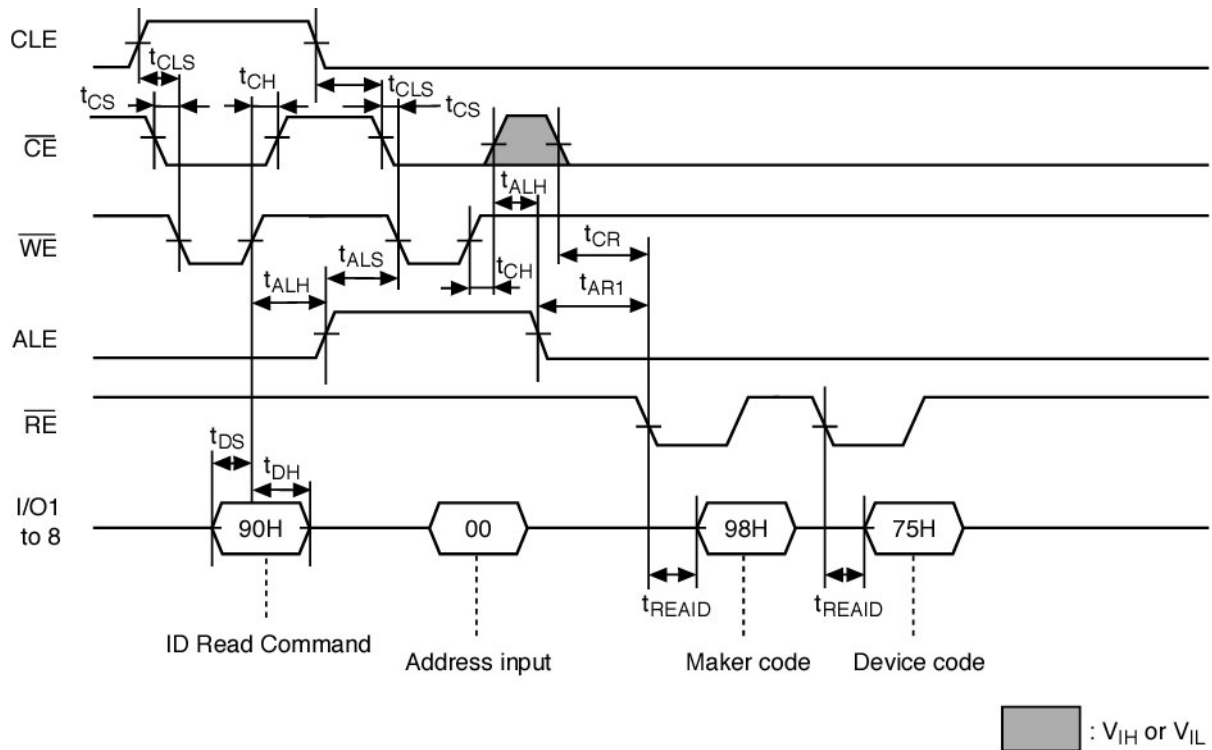 CLE
tCLS
tCH
tCLS
tCS
tCS
CE
tALH
WE
tCR
tALS
tCH
tALH
tAR1
ALE
RE
tDS
tDH
I/O1
to 8
90H
00
98H
75H
tREAID
tREAID
ID Read Command
Address input
Maker code
Device code
: VIH or VIL